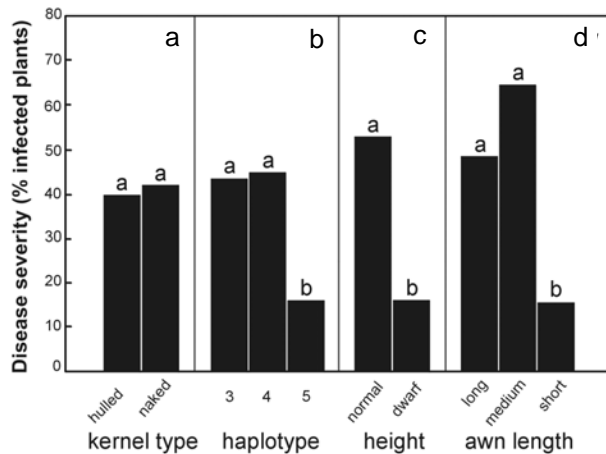 Disease severity (% infected plants)
80
70
60
50
40
30
20
10
0
a
b
c
d
a
a
a
a
b
a
b
a
a
b
hulled
naked
3
4
5
normal
dwarf
long
medium
short
kernel type
haplotype
height
awn length